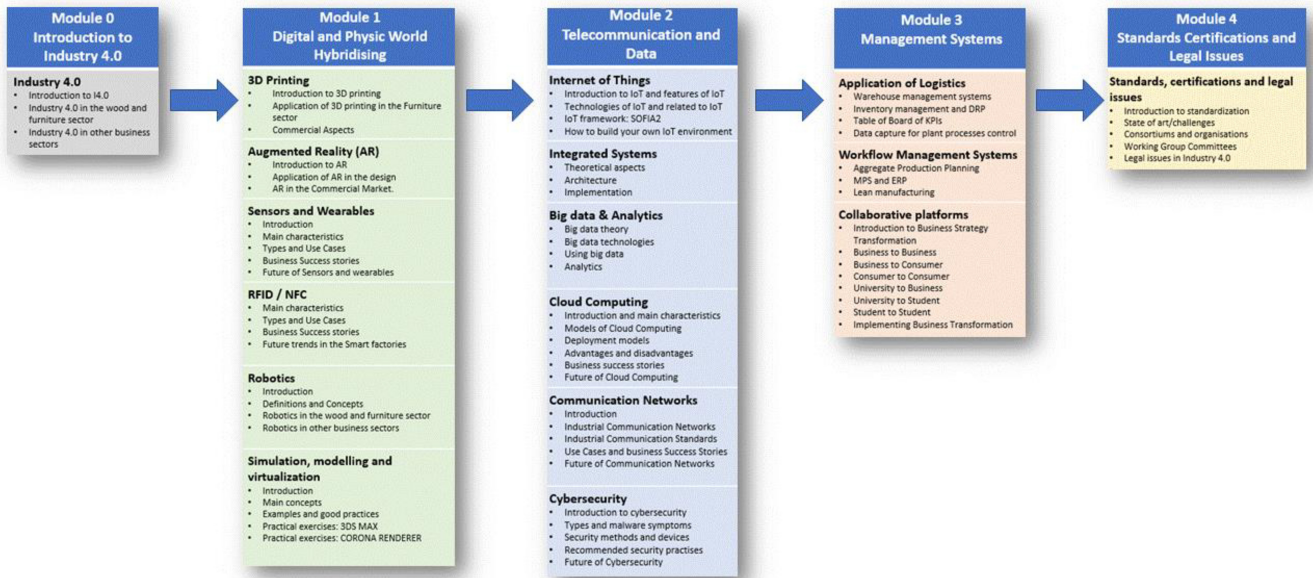 Module 0
Introduction to
Industry 4.0
Industry 4.0
• Introduction to I4.0
• Industry 4.0 in the wood and
furniture sector
• Industry 4.0 in other business
sectors
Module 1
Digital and Physic World
Hybridising
3D Printing
• Introduction to 3D printing
• Application of 3D printing in the Furniture
sector
• Commercial Aspects
Augmented Reality (AR)
• Introduction to AR
• Application of AR in the design
• AR in the Commercial Market.
Sensors and Wearables
• Introduction
• Main characteristics
• Types and Use Cases
• Business Success stories
• Future of Sensors and wearables
RFID / NFC
• Main characteristics
• Types and Use Cases
• Business Success stories
• Future trends in the Smart factories
Robotics
• Introduction
• Definitions and Concepts
• Robotics in the wood and furniture sector
• Robotics in other business sectors
Simulation, modelling and
virtualization
• Introduction
• Main concepts
• Examples and good practices
• Practical exercises: 3DS MAX
• Practical exercises: CORONA RENDERER
Module 2
Telecommunication and
Data
Internet of Things
• Introduction to IoT and features of IoT
• Technologies of IoT and related to IoT
• IoT framework: SOFIA2
• How to build your own IoT environment
Integrated Systems
• Theoretical aspects
• Architecture
• Implementation
Big data & Analytics
• Big data theory
• Big data technologies
• Using big data
• Analytics
Cloud Computing
• Introduction and main characteristics
• Models of Cloud Computing
• Deployment models
• Advantages and disadvantages
• Business success stories
• Future of Cloud Computing
Communication Networks
• Introduction
• Industrial Communication Networks
• Industrial Communication Standards
• Use Cases and business Success Stories
• Future of Communication Networks
Cybersecurity
• Introduction to cybersecurity
• Types and malware symptoms
• Security methods and devices
• Recommended security practises
• Future of Cybersecurity
Module 3
Management Systems
Application of Logistics
• Warehouse management systems
• Inventory management and DRP
• Table of Board of KPIs
• Data capture for plant processes control
Workflow Management Systems
• Aggregate Production Planning
• MPS and ERP
• Lean manufacturing
Collaborative platforms
• Introduction to Business Strategy
Transformation
• Business to Business
• Business to Consumer
• Consumer to Consumer
• University to Business
• University to Student
• Student to Student
• Implementing Business Transformation
Module 4
Standards Certifications and
Legal Issues
Standards, certifications and legal
issues
• Introduction to standardization
• State of art/challenges
• Consortiums and organisations
• Working Group Committees
• Legal issues in Industry 4.0